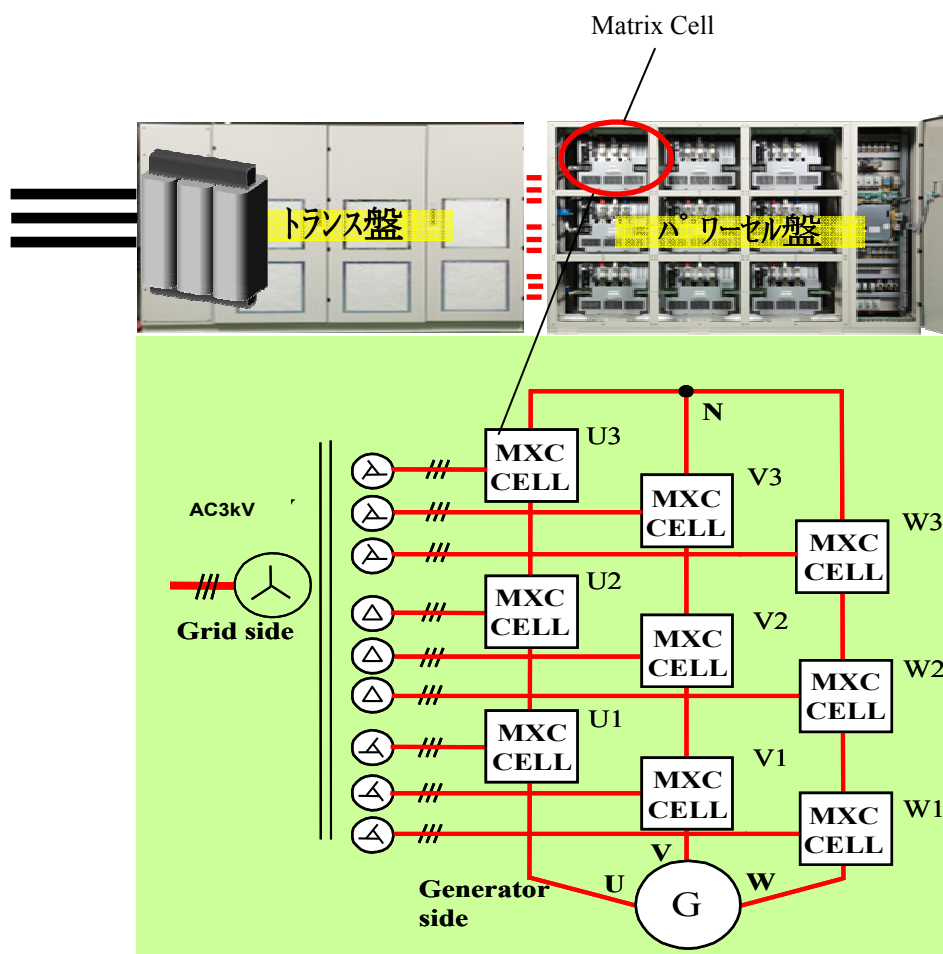 Matrix Cell
トランス盤
パワーセル盤
N
U3
MXC
CELL
V3
MXC
CELL
AC3kV
W3
MXC
CELL
U2
MXC
CELL
Grid side
V2
MXC
CELL
W2
MXC
CELL
U1
MXC
CELL
V1
MXC
CELL
W1
MXC
CELL
V
U
W
Generator
side
G